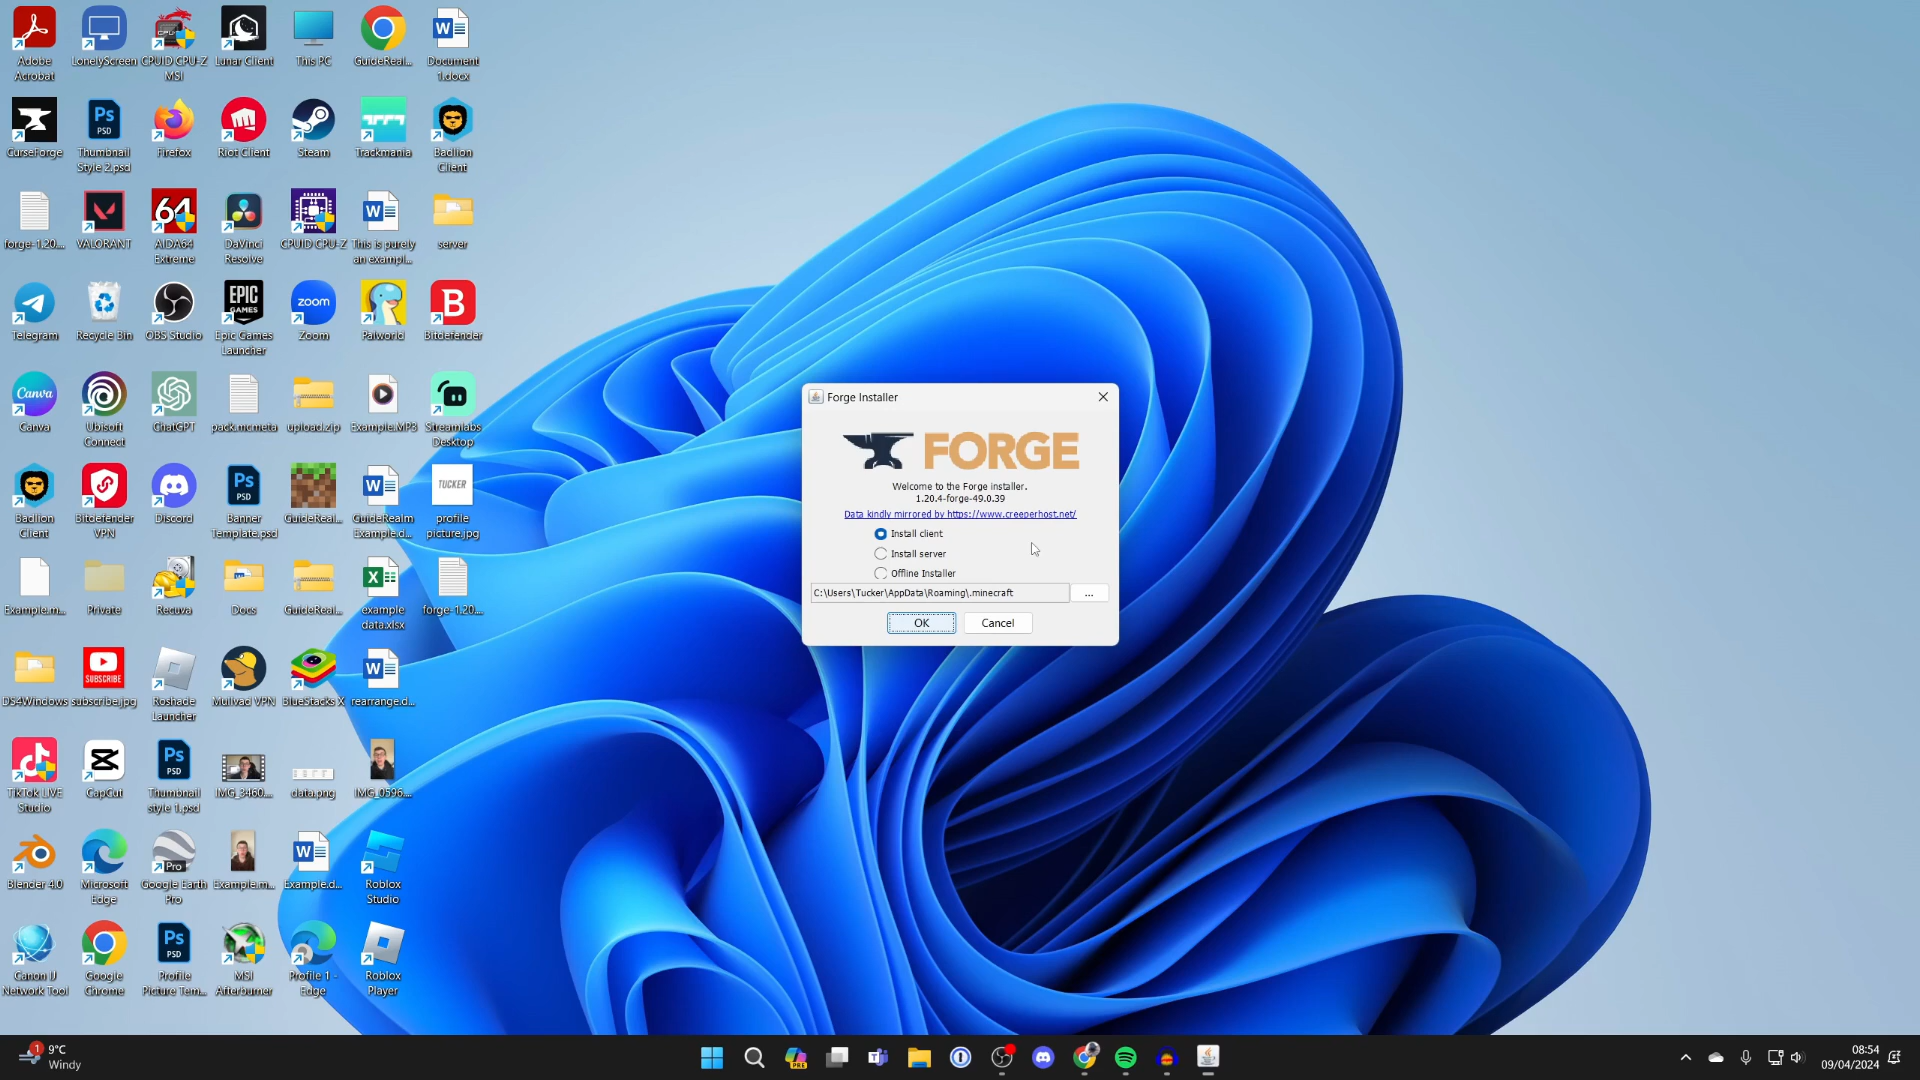 Adobe
Acrobat
LonelyScreen
CPUID CPU-Z
MSI
Lunar Client
This PC
GuideReal...
Document
1.docx
CurseForge
Thumbnail
Style 2.psd
Firefox
Riot Client
Steam
Trackmania
Badlion
Client
forge-1.20....
VALORANT
AIDA64
Extreme
DaVinci
Resolve
CPUID CPU-Z
This is purely
an exampl...
server
Telegram
Recycle Bin
OBS Studio
Epic Games
Launcher
Zoom
Palworld
Bitdefender
Canva
Ubisoft
Connect
ChatGPT
pack.mcmeta
upload.zip
Example.MP3
Streamlabs
Desktop
Badlion
Client
Bitdefender
VPN
Discord
Banner
Template.psd
GuideReal...
GuideRealm
Example.d...
TUCKER
profile
picture.jpg
Example.m...
Private
Recuva
Docs
GuideReal...
example
data.xlsx
forge-1.20....
DS4Windows
SUBSCRIBE
subscribe.jpg
Roshade
Launcher
Mullvad VPN
BlueStacks X
rearrange.d...
TikTok LIVE
Studio
CapCut
Thumbnail
style 1.psd
IMG_3460....
data.png
IMG_0596....
Blender 4.0
Microsoft
Edge
Google Earth
Pro
Example.m...
Example.d...
Roblox
Studio
Canon IJ
Network Tool
Google
Chrome
Profile
Picture Tem...
MSI
Afterburner
Profile 1 -
Edge
Roblox
Player
Forge Installer
FORGE
Welcome to the Forge installer.
1.20.4-forge-49.0.39
Data kindly mirrored by https://www.creeperhost.net/
Install client
Install server
Offline Installer
C:\Users\Tucker\AppData\Roaming\.minecraft
...
OK
Cancel
1
9°C
Windy
PRE
08:54
09/04/2024